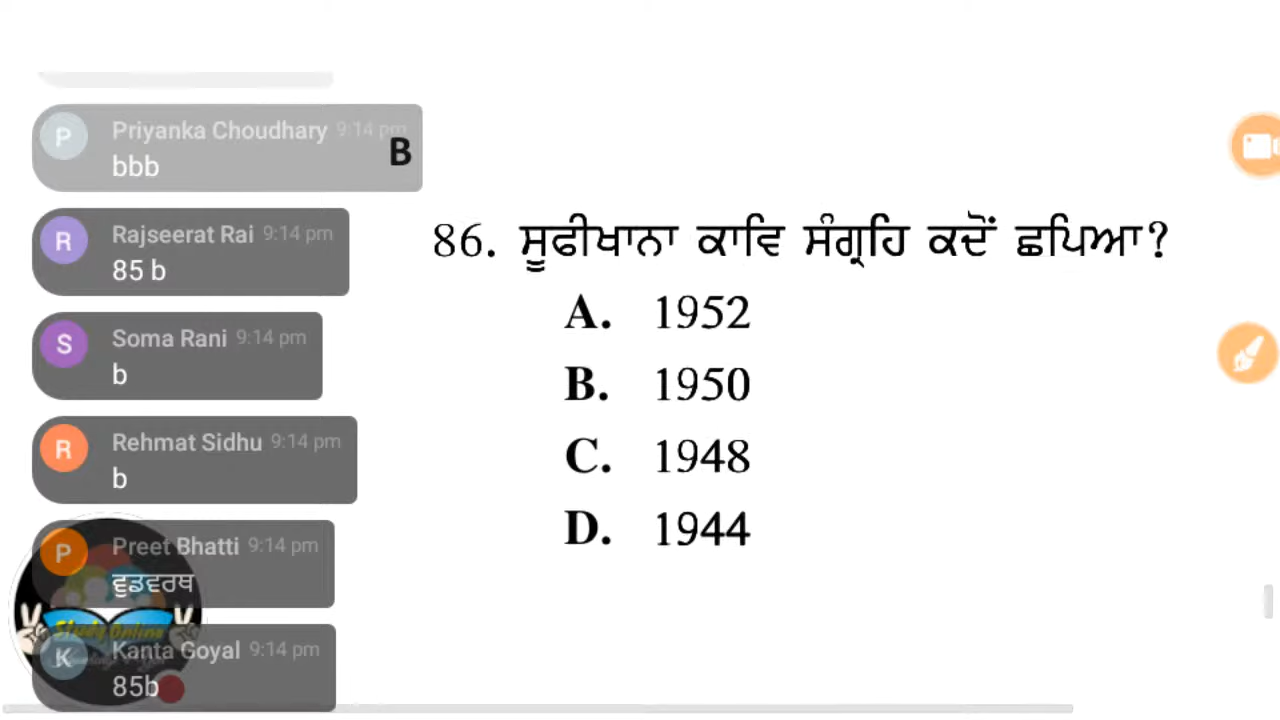 Priyanka Choudhary 9:14 pm
bbb
B
Rajseerat Rai 9:14 pm
85 b
Soma Rani 9:14 pm
b
Rehmat Sidhu 9:14 pm
b
Preet Bhatti 9:14 pm
ਵੁਡਵਰਥ
Study Online
Kanta Goyal 9:14 pm
85b
86. ਸੂਫੀਖਾਨਾ ਕਾਵਿ ਸੰਗ੍ਰਹਿ ਕਦੋਂ ਛਪਿਆ?
A. 1952
B. 1950
C. 1948
D. 1944